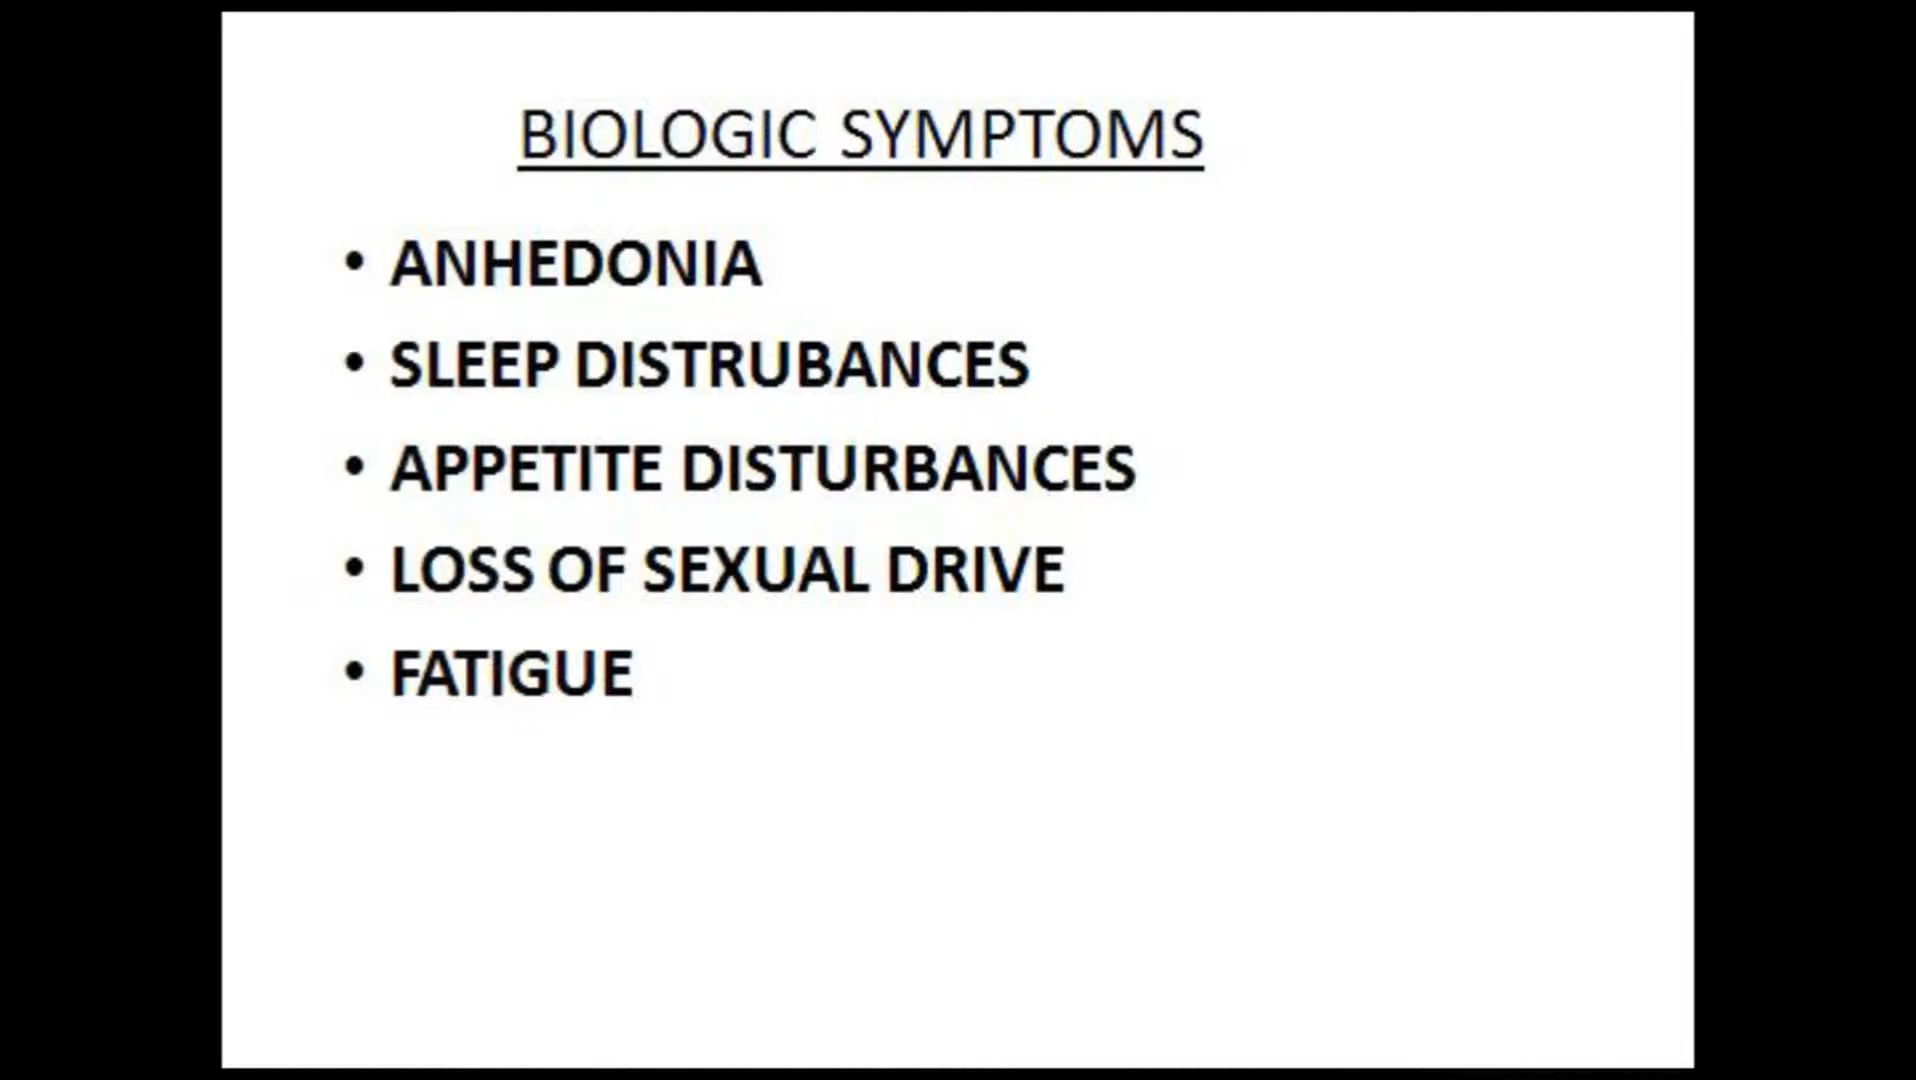 BIOLOGIC SYMPTOMS
• ANHEDONIA
• SLEEP DISTRUBANCES
• APPETITE DISTURBANCES
• LOSS OF SEXUAL DRIVE
• FATIGUE